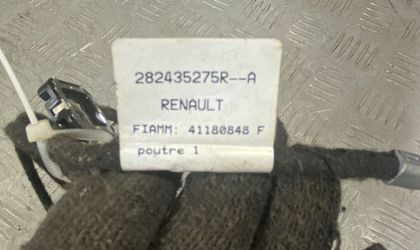 282435275R--A
RENAULT
FIAMM: 41180848 F
poutre 1